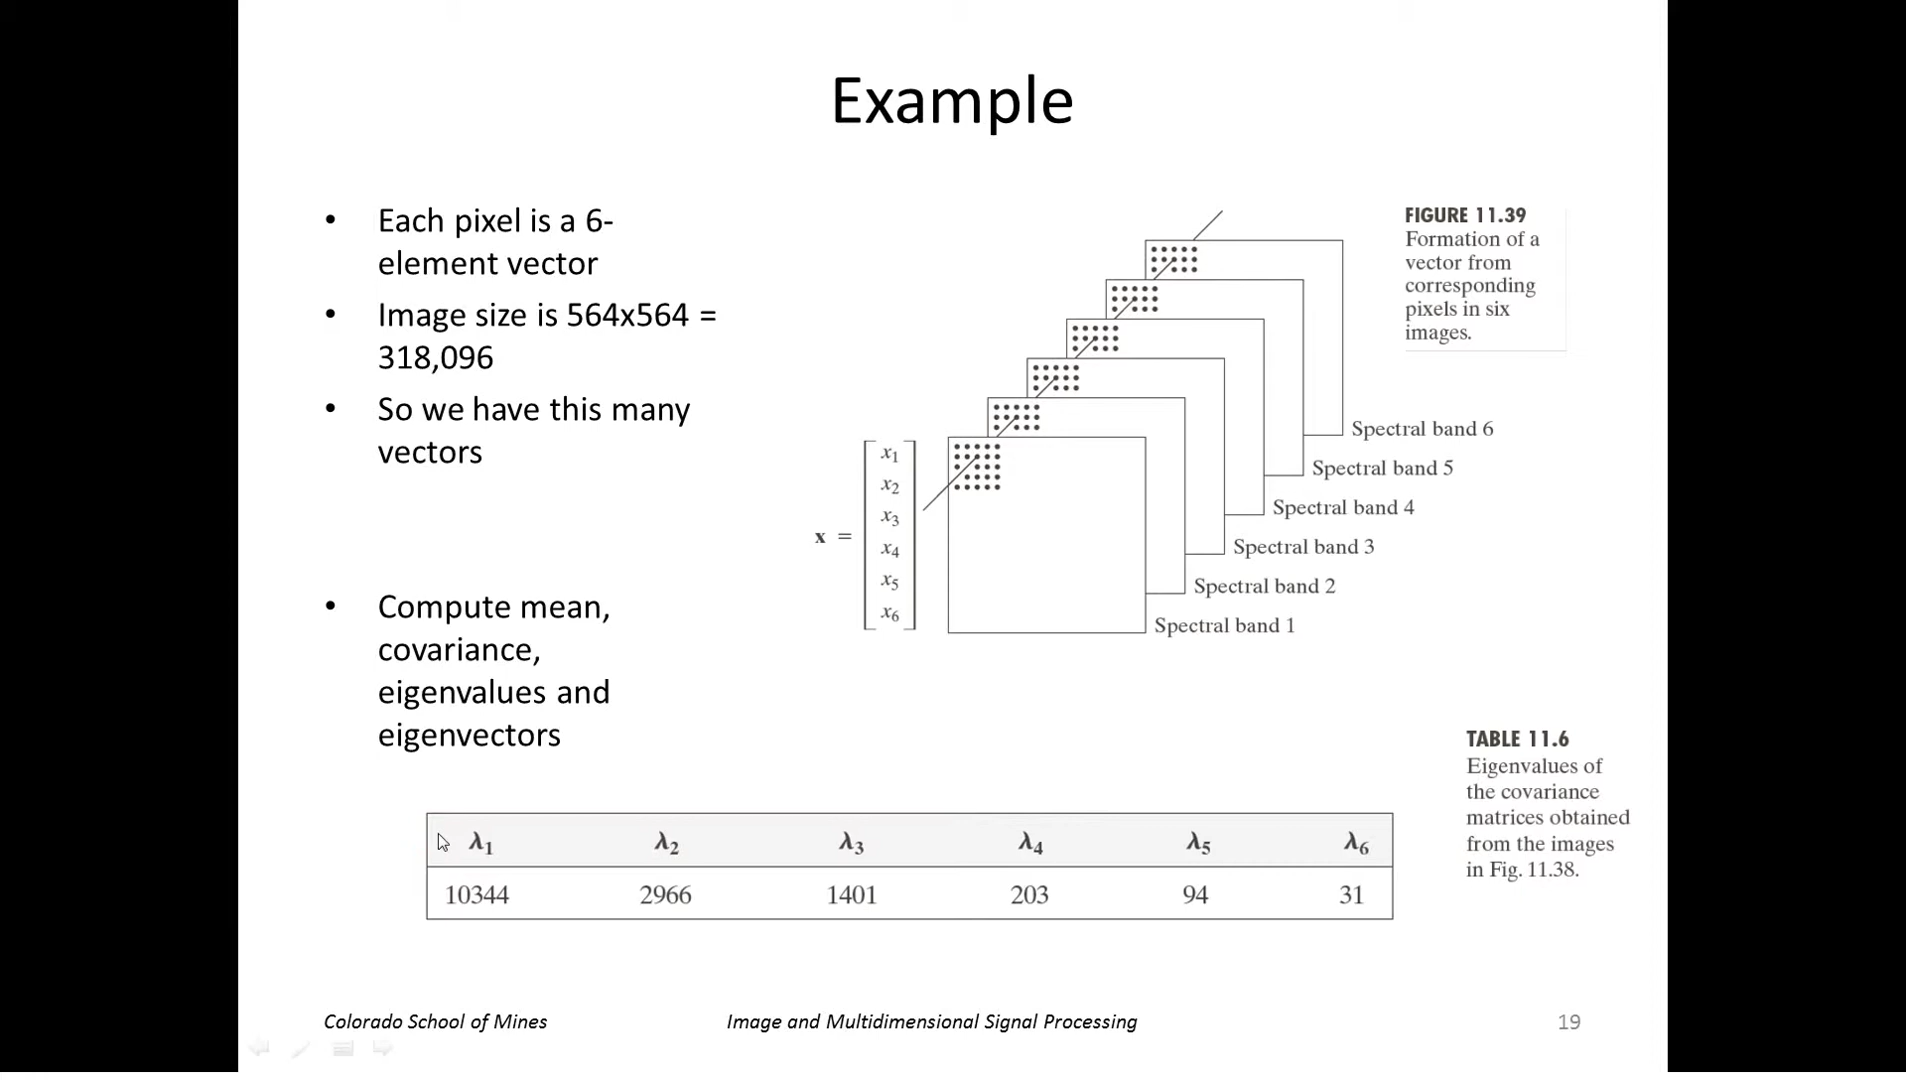 Example
• Each pixel is a 6-
element vector
• Image size is 564x564 =
318,096
• So we have this many
vectors
• Compute mean,
covariance,
eigenvalues and
eigenvectors
x =
x1
x2
x3
x4
x5
x6
Spectral band 6
Spectral band 5
Spectral band 4
Spectral band 3
Spectral band 2
Spectral band 1
FIGURE 11.39
Formation of a
vector from
corresponding
pixels in six
images.
TABLE 11.6
Eigenvalues of
the covariance
matrices obtained
from the images
in Fig. 11.38.
λ1 λ2 λ3 λ4 λ5 λ6
10344 2966 1401 203 94 31
Colorado School of Mines Image and Multidimensional Signal Processing 19